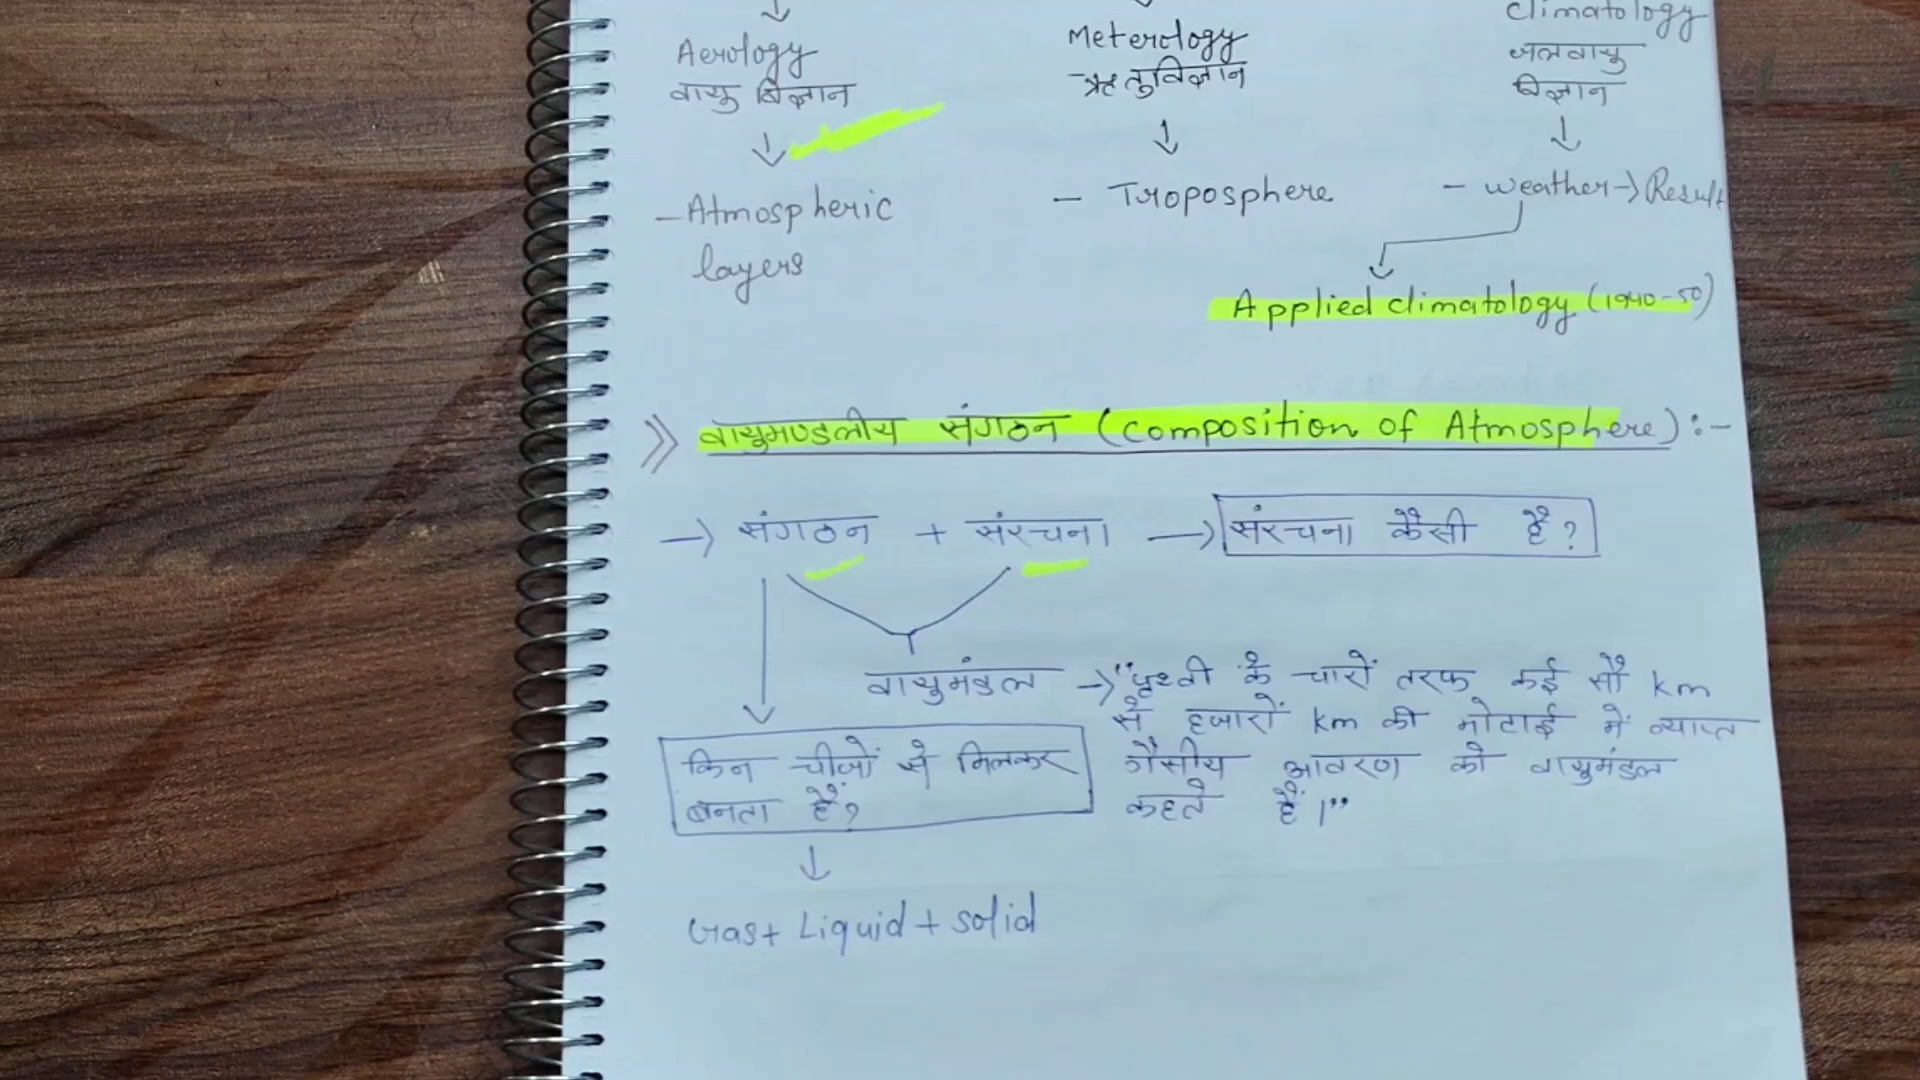 Aerology
वायु विज्ञान
Atmospheric
layers
Meterology
ऋतुविज्ञान
Troposphere
Climatology
जलवायु
विज्ञान
weather → Result
Applied climatology (1940-50)
वायुमण्डलीय संगठन (Composition of Atmosphere) :-
→ संगठन + संरचना → संरचना कैसी है?
वायुमंडल → "पृथ्वी के चारों तरफ कई सौ km
से हजारों km की मोटाई में व्याप्त
गैसीय आवरण को वायुमंडल
कहते हैं।"
किन चीजों से मिलकर
बनता है?
Gas + Liquid + Solid